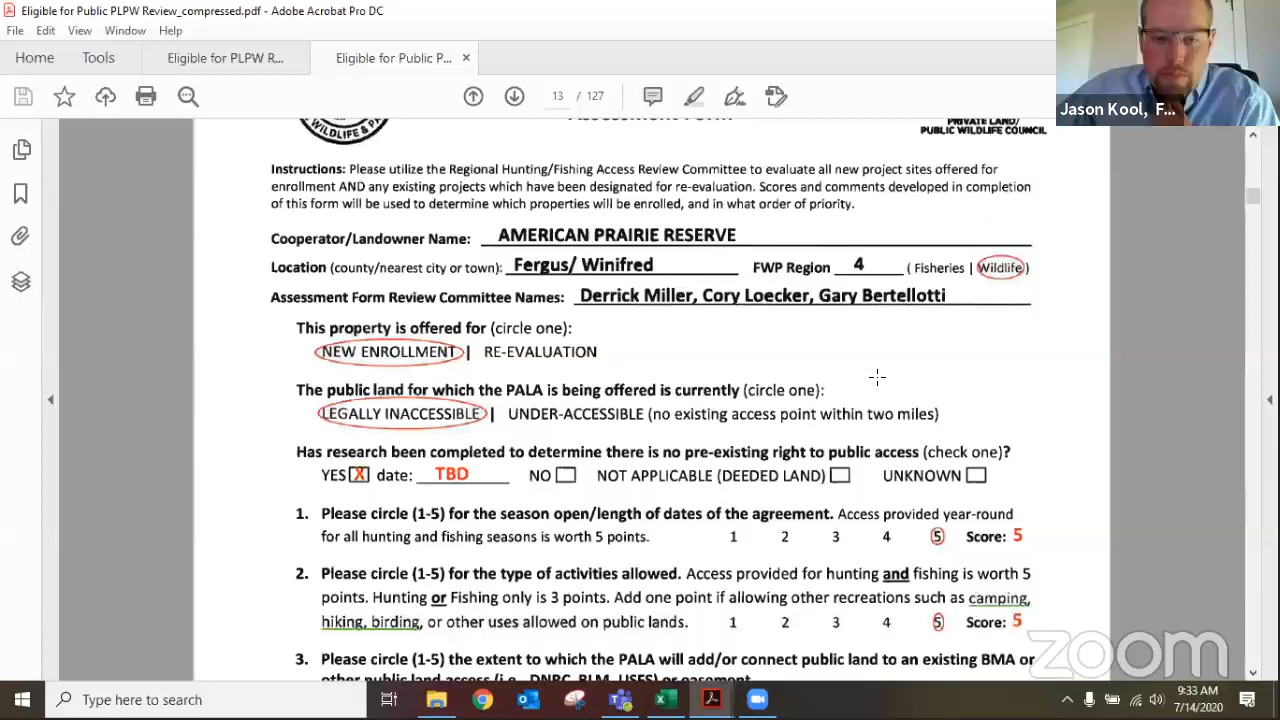 Eligible for Public PLPW Review_compressed.pdf - Adobe Acrobat Pro DC
File Edit View Window Help
Home Tools Eligible for PLPW R... Eligible for Public P... ×
13 / 127
Jason Kool, F...
WILDLIFE & PA
Assessment Form
PRIVATE LAND/
PUBLIC WILDLIFE COUNCIL
Instructions: Please utilize the Regional Hunting/Fishing Access Review Committee to evaluate all new project sites offered for
enrollment AND any existing projects which have been designated for re-evaluation. Scores and comments developed in completion
of this form will be used to determine which properties will be enrolled, and in what order of priority.
Cooperator/Landowner Name: AMERICAN PRAIRIE RESERVE
Location (county/nearest city or town): Fergus/ Winifred FWP Region 4 ( Fisheries | Wildlife )
Assessment Form Review Committee Names: Derrick Miller, Cory Loecker, Gary Bertellotti
This property is offered for (circle one):
NEW ENROLLMENT | RE-EVALUATION
The public land for which the PALA is being offered is currently (circle one):
LEGALLY INACCESSIBLE | UNDER-ACCESSIBLE (no existing access point within two miles)
Has research been completed to determine there is no pre-existing right to public access (check one)?
YES X date: TBD NO NOT APPLICABLE (DEEDED LAND) UNKNOWN
1. Please circle (1-5) for the season open/length of dates of the agreement. Access provided year-round
for all hunting and fishing seasons is worth 5 points. 1 2 3 4 5 Score: 5
2. Please circle (1-5) for the type of activities allowed. Access provided for hunting and fishing is worth 5
points. Hunting or Fishing only is 3 points. Add one point if allowing other recreations such as camping,
hiking, birding, or other uses allowed on public lands. 1 2 3 4 5 Score: 5
3. Please circle (1-5) the extent to which the PALA will add/or connect public land to an existing BMA or
other public land access (i.e., DNRC, BLM, USFS) or easement.
zoom
Type here to search
9:33 AM
7/14/2020